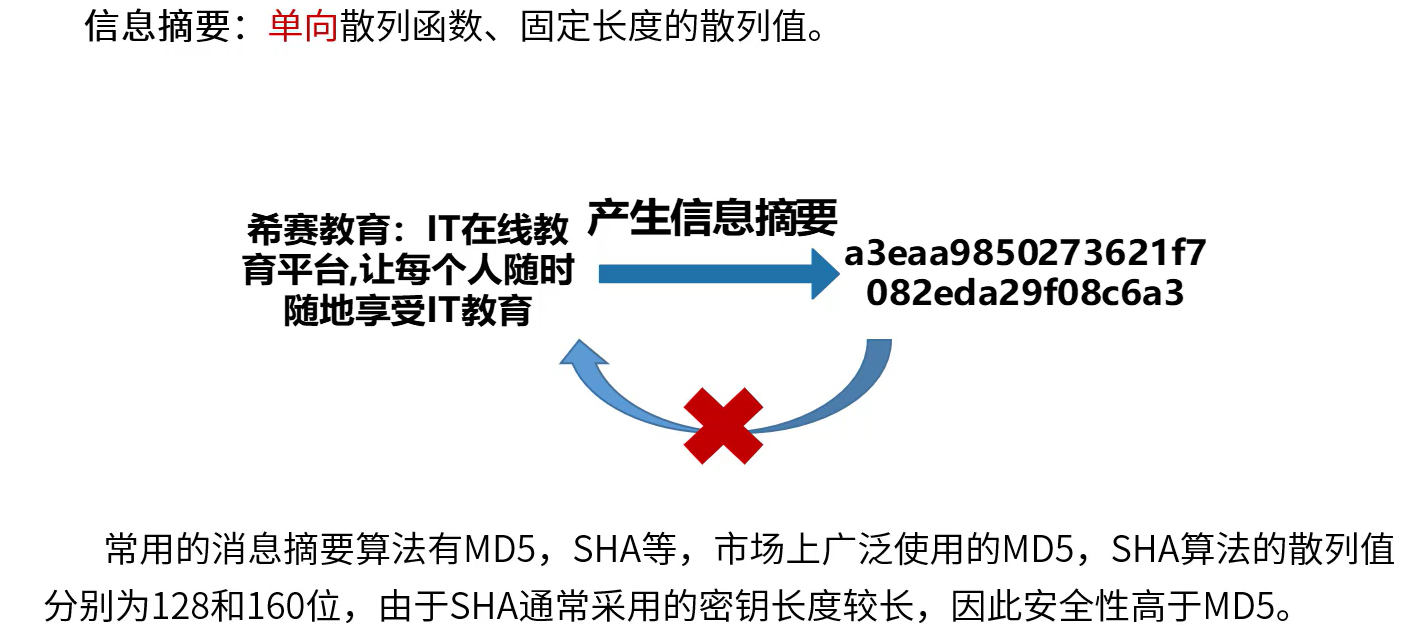 信息摘要：单向散列函数、固定长度的散列值。
产生信息摘要
希赛教育：IT在线教
育平台,让每个人随时
随地享受IT教育
a3eaa9850273621f7
082eda29f08c6a3
常用的消息摘要算法有MD5，SHA等，市场上广泛使用的MD5，SHA算法的散列值
分别为128和160位，由于SHA通常采用的密钥长度较长，因此安全性高于MD5。